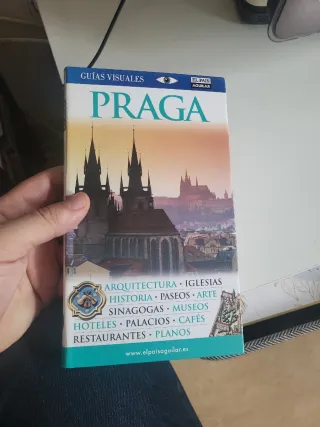 GUÍAS VISUALES
EL PAIS
AGUILAR
PRAGA
ARQUITECTURA • IGLESIAS
HISTORIA • PASEOS • ARTE
SINAGOGAS • MUSEOS
HOTELES • PALACIOS • CAFÉS
RESTAURANTES • PLANOS
www.elpaisaguilar.es